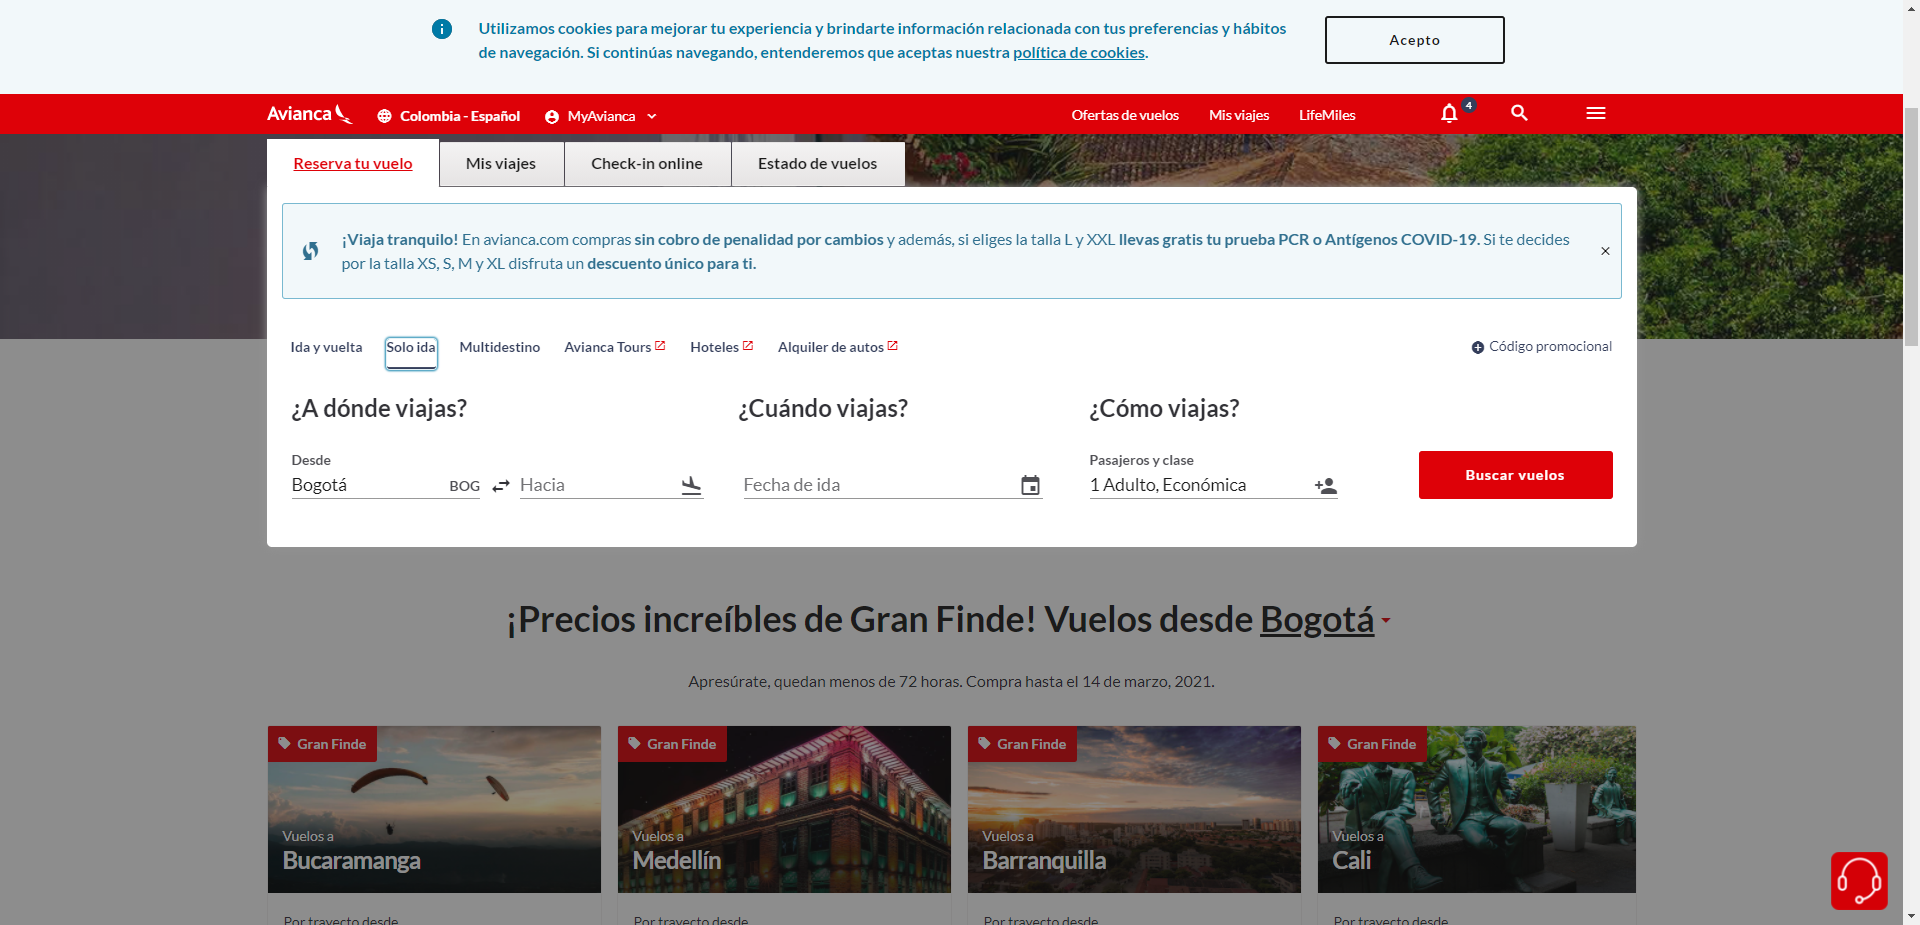 Utilizamos cookies para mejorar tu experiencia y brindarte información relacionada con tus preferencias y hábitos
de navegación. Si continúas navegando, entenderemos que aceptas nuestra política de cookies.
Acepto
Avianca
Colombia - Español
MyAvianca
Ofertas de vuelos
Mis viajes
LifeMiles
4
Reserva tu vuelo
Mis viajes
Check-in online
Estado de vuelos
¡Viaja tranquilo! En avianca.com compras sin cobro de penalidad por cambios y además, si eliges la talla L y XXL llevas gratis tu prueba PCR o Antígenos COVID-19. Si te decides
por la talla XS, S, M y XL disfruta un descuento único para ti.
Ida y vuelta
Solo ida
Multidestino
Avianca Tours
Hoteles
Alquiler de autos
Código promocional
¿A dónde viajas?
¿Cuándo viajas?
¿Cómo viajas?
Desde
Bogotá
BOG
Hacia
Fecha de ida
Pasajeros y clase
1 Adulto, Económica
Buscar vuelos
¡Precios increíbles de Gran Finde! Vuelos desde Bogotá
Apresúrate, quedan menos de 72 horas. Compra hasta el 14 de marzo, 2021.
Gran Finde
Vuelos a
Bucaramanga
Por trayecto desde
Gran Finde
Vuelos a
Medellín
Por trayecto desde
Gran Finde
Vuelos a
Barranquilla
Por trayecto desde
Gran Finde
Vuelos a
Cali
Por trayecto desde